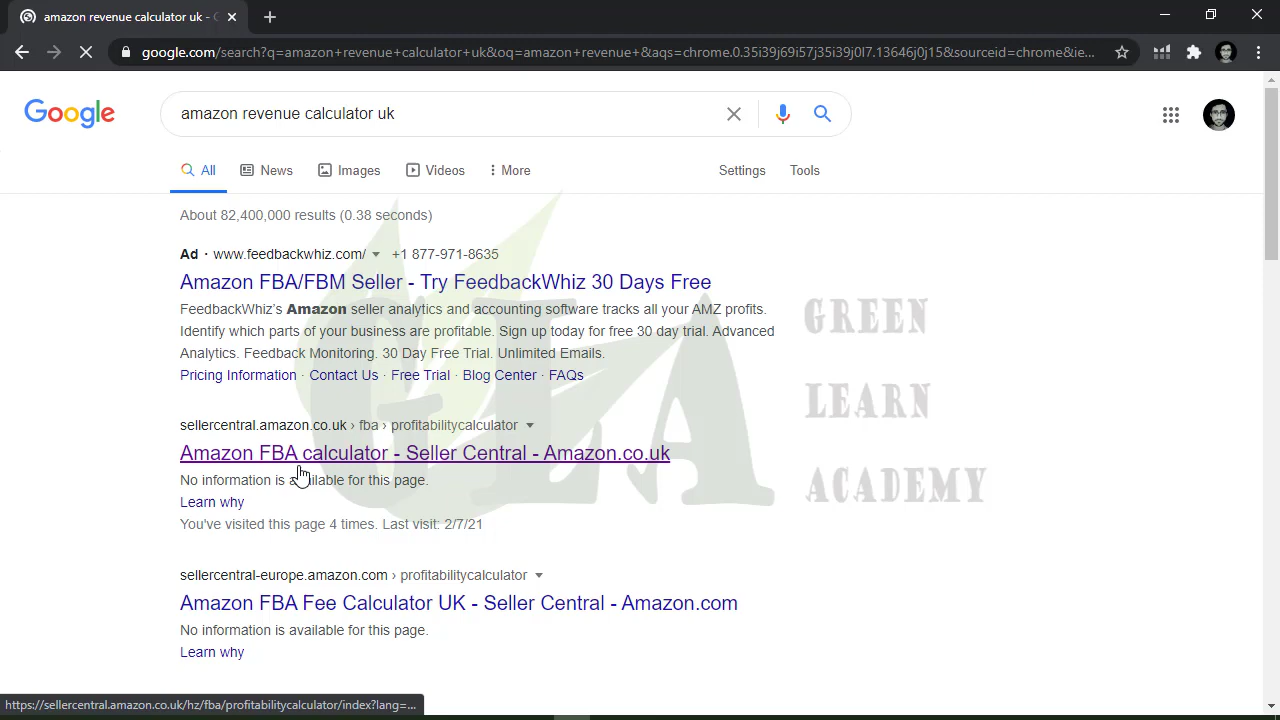 amazon revenue calculator uk - G
google.com/search?q=amazon+revenue+calculator+uk&oq=amazon+revenue+&aqs=chrome.0.35i39j69i57j35i39j0l7.13646j0j15&sourceid=chrome&ie...
Google
amazon revenue calculator uk
All News Images Videos More Settings Tools
About 82,400,000 results (0.38 seconds)
Ad · www.feedbackwhiz.com/ +1 877-971-8635
Amazon FBA/FBM Seller - Try FeedbackWhiz 30 Days Free
FeedbackWhiz's Amazon seller analytics and accounting software tracks all your AMZ profits.
Identify which parts of your business are profitable. Sign up today for free 30 day trial. Advanced
Analytics. Feedback Monitoring. 30 Day Free Trial. Unlimited Emails.
Pricing Information · Contact Us · Free Trial · Blog Center · FAQs
sellercentral.amazon.co.uk › fba › profitabilitycalculator
Amazon FBA calculator - Seller Central - Amazon.co.uk
No information is available for this page.
Learn why
You've visited this page 4 times. Last visit: 2/7/21
sellercentral-europe.amazon.com › profitabilitycalculator
Amazon FBA Fee Calculator UK - Seller Central - Amazon.com
No information is available for this page.
Learn why
GLA
GREEN
LEARN
ACADEMY
https://sellercentral.amazon.co.uk/hz/fba/profitabilitycalculator/index?lang=...